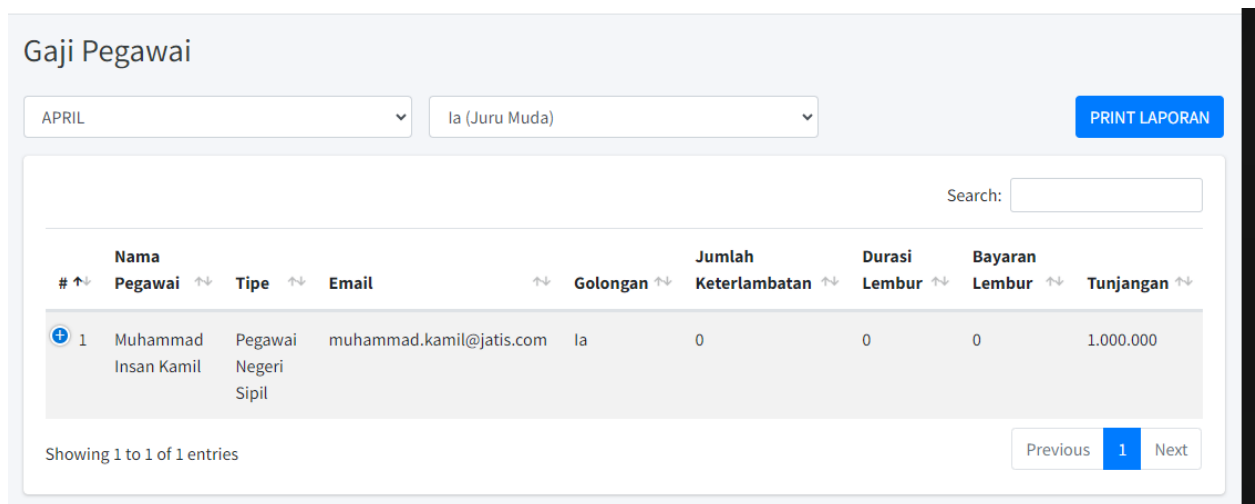 Gaji Pegawai
APRIL
Ia (Juru Muda)
PRINT LAPORAN
Search:
# Nama Pegawai Tipe Email Golongan Jumlah Keterlambatan Durasi Lembur Bayaran Lembur Tunjangan
1 Muhammad Insan Kamil Pegawai Negeri Sipil muhammad.kamil@jatis.com Ia 0 0 0 1.000.000
Showing 1 to 1 of 1 entries
Previous 1 Next